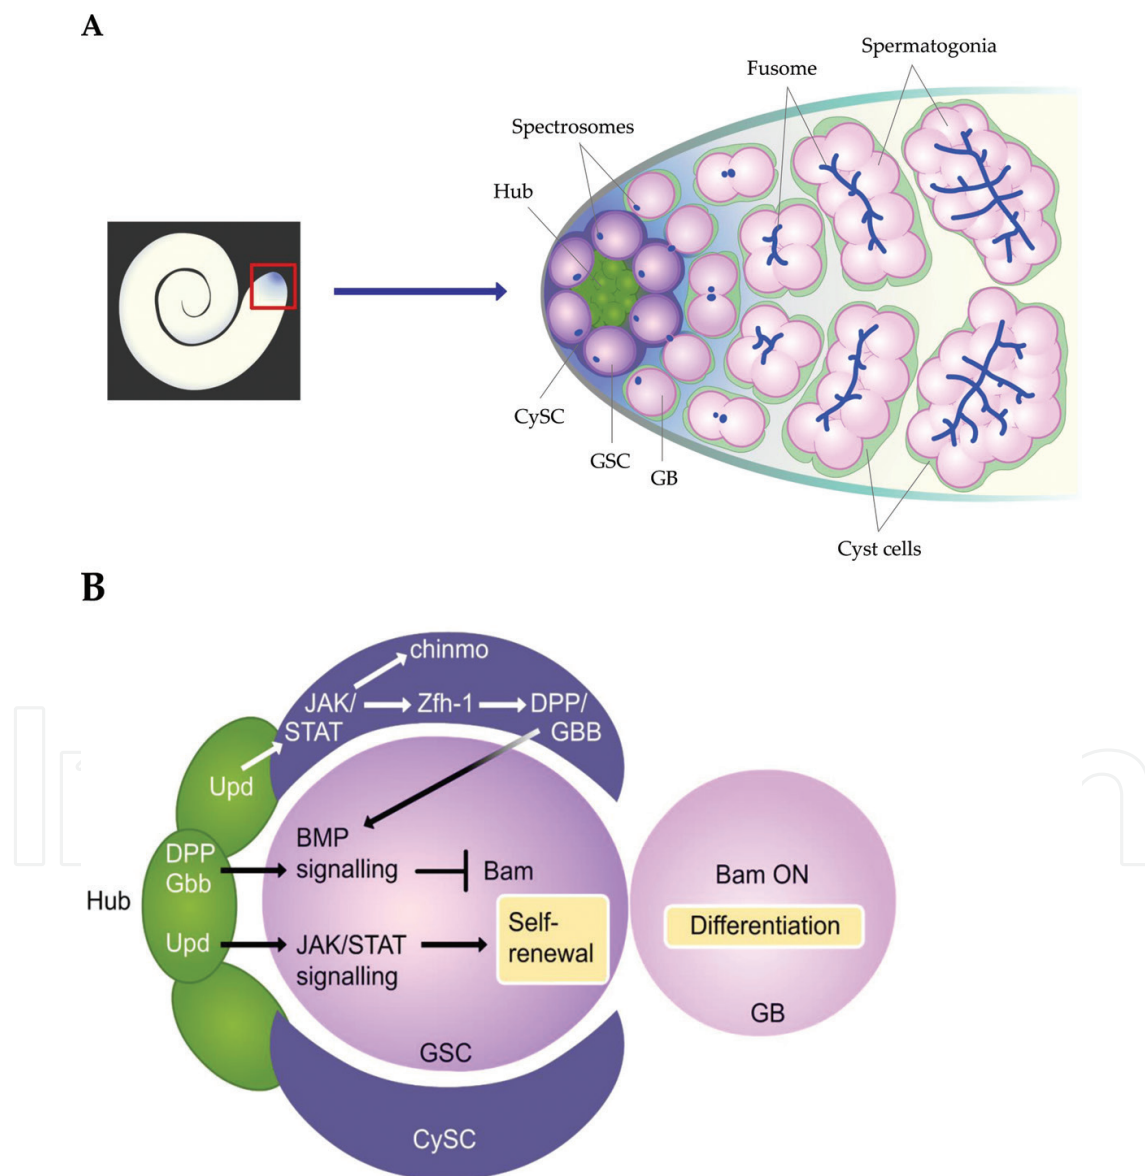 A
Spermatogonia
Fusome
Spectrosomes
Hub
CySC
GSC
GB
Cyst cells
B
chinmo
JAK/
STAT
Zfh-1
DPP/
GBB
Upd
BMP
signalling
Bam
DPP
Gbb
Hub
Upd
JAK/STAT
signalling
Self-
renewal
GSC
CySC
Bam ON
Differentiation
GB